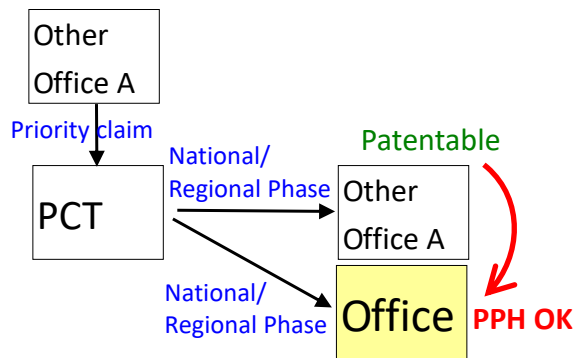 Other
Office A
Priority claim
PCT
National/
Regional Phase
Patentable
Other
Office A
National/
Regional Phase
Office
PPH OK